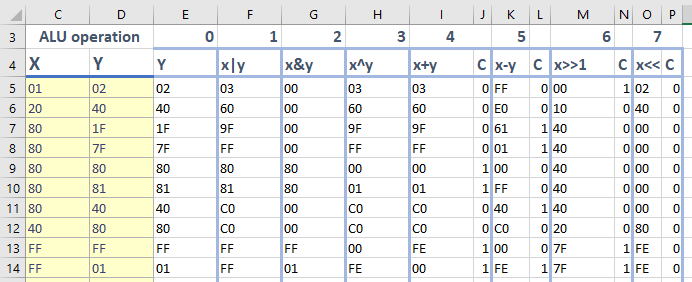 C D E F G H I J K L M N O P
3 ALU operation 0 1 2 3 4 5 6 7
4 X Y Y x|y x&y x^y x+y C x-y C x>>1 C x<< C
5 01 02 02 03 00 03 03 0 FF 0 00 1 02 0
6 20 40 40 60 00 60 60 0 E0 0 10 0 40 0
7 80 1F 1F 9F 00 9F 9F 0 61 1 40 0 00 0
8 80 7F 7F FF 00 FF FF 0 01 1 40 0 00 0
9 80 80 80 80 80 00 00 1 00 0 40 0 00 0
10 80 81 81 81 80 01 01 1 FF 0 40 0 00 0
11 80 40 40 C0 00 C0 C0 0 40 1 40 0 00 0
12 40 80 80 C0 00 C0 C0 0 C0 0 20 0 80 0
13 FF FF FF FF FF 00 FE 1 00 0 7F 1 FE 0
14 FF 01 01 FF 01 FE 00 1 FE 1 7F 1 FE 0